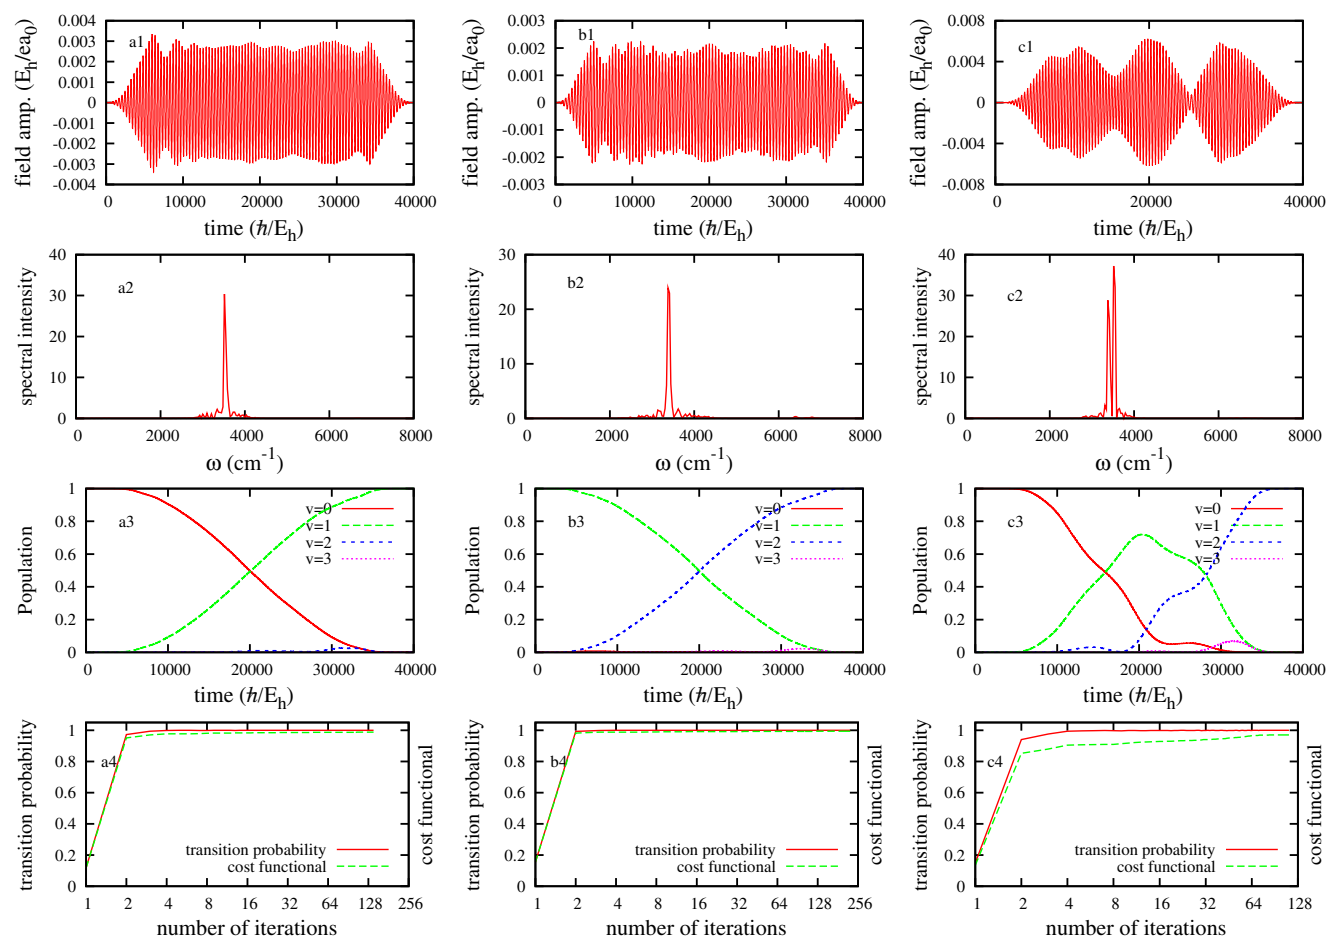 field amp. (E_h/ea_0)
0.004
0.003
0.002
0.001
0
-0.001
-0.002
-0.003
-0.004
a1
0 10000 20000 30000 40000
time (ℏ/E_h)
field amp. (E_h/ea_0)
0.003
0.002
0.001
0
-0.001
-0.002
-0.003
b1
0 10000 20000 30000 40000
time (ℏ/E_h)
field amp. (E_h/ea_0)
0.008
0.004
0
-0.004
-0.008
c1
0 10000 20000 30000 40000
time (ℏ/E_h)
spectral intensity
40
30
20
10
0
a2
0 2000 4000 6000 8000
ω (cm^-1)
spectral intensity
30
20
10
0
b2
0 2000 4000 6000 8000
ω (cm^-1)
spectral intensity
40
30
20
10
0
c2
0 2000 4000 6000 8000
ω (cm^-1)
Population
1
0.8
0.6
0.4
0.2
0
a3
v=0
v=1
v=2
v=3
0 10000 20000 30000 40000
time (ℏ/E_h)
Population
1
0.8
0.6
0.4
0.2
0
b3
v=0
v=1
v=2
v=3
0 10000 20000 30000 40000
time (ℏ/E_h)
Population
1
0.8
0.6
0.4
0.2
0
c3
v=0
v=1
v=2
v=3
0 10000 20000 30000 40000
time (ℏ/E_h)
transition probability
1
0.8
0.6
0.4
0.2
0
a4
transition probability
cost functional
1 2 4 8 16 32 64 128 256
number of iterations
cost functional
transition probability
1
0.8
0.6
0.4
0.2
0
b4
transition probability
cost functional
1 2 4 8 16 32 64 128 256
number of iterations
cost functional
transition probability
1
0.8
0.6
0.4
0.2
0
c4
transition probability
cost functional
1 2 4 8 16 32 64 128
number of iterations
cost functional